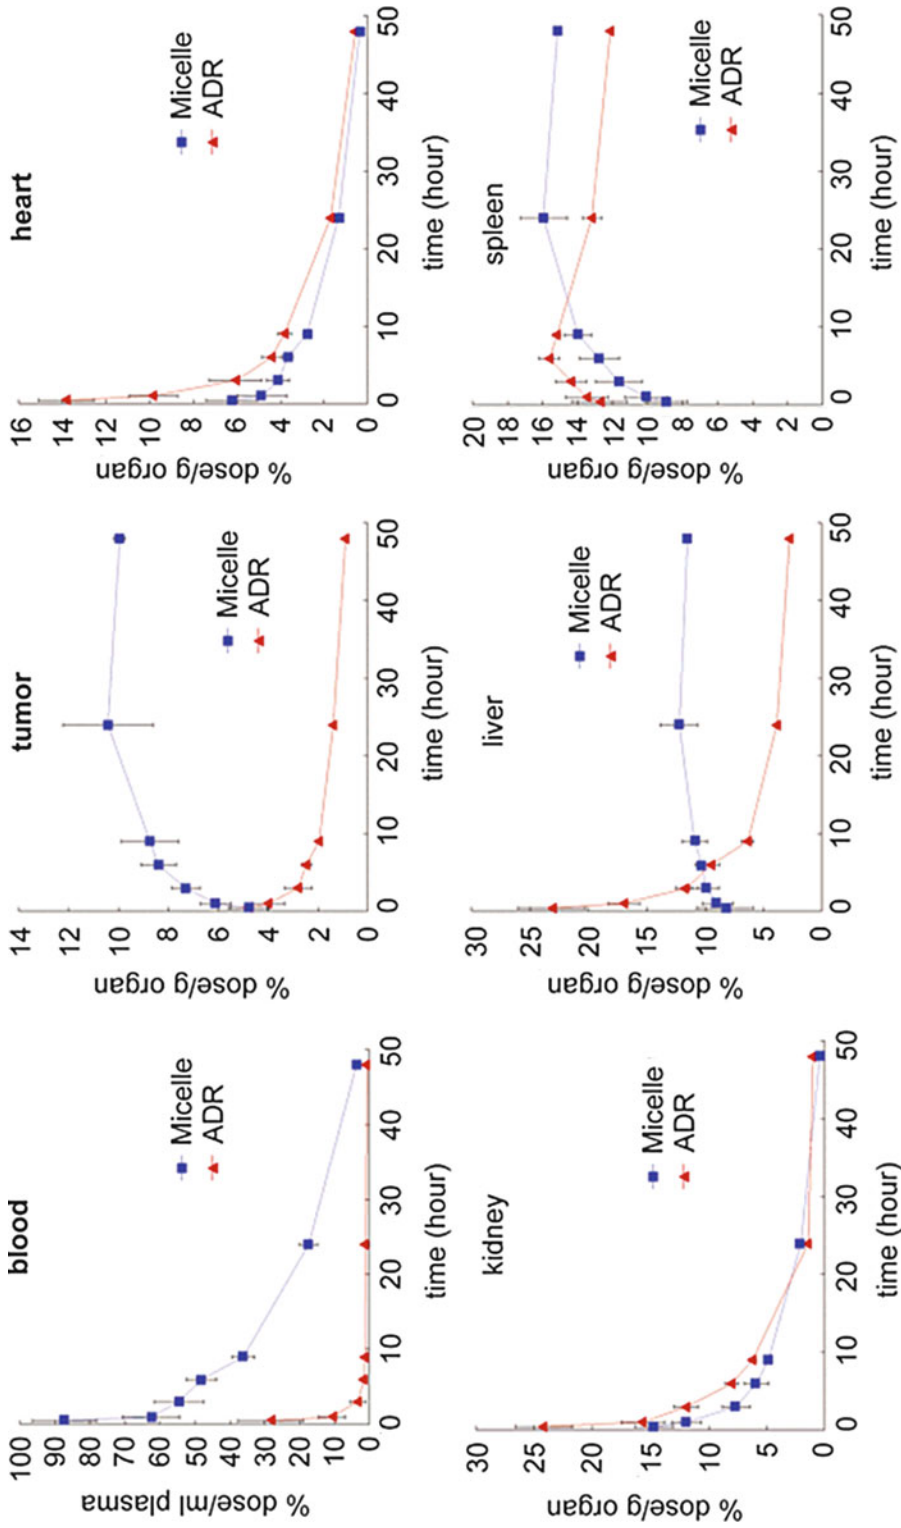 blood
% dose/ml plasma
100
90
80
70
60
50
40
30
20
10
0
Micelle
ADR
0 10 20 30 40 50
time (hour)
tumor
% dose/g organ
14
12
10
8
6
4
2
0
Micelle
ADR
0 10 20 30 40 50
time (hour)
heart
% dose/g organ
16
14
12
10
8
6
4
2
0
Micelle
ADR
0 10 20 30 40 50
time (hour)
kidney
% dose/g organ
30
25
20
15
10
5
0
Micelle
ADR
0 10 20 30 40 50
time (hour)
liver
% dose/g organ
30
25
20
15
10
5
0
Micelle
ADR
0 10 20 30 40 50
time (hour)
spleen
% dose/g organ
20
18
16
14
12
10
8
6
4
2
0
Micelle
ADR
0 10 20 30 40 50
time (hour)